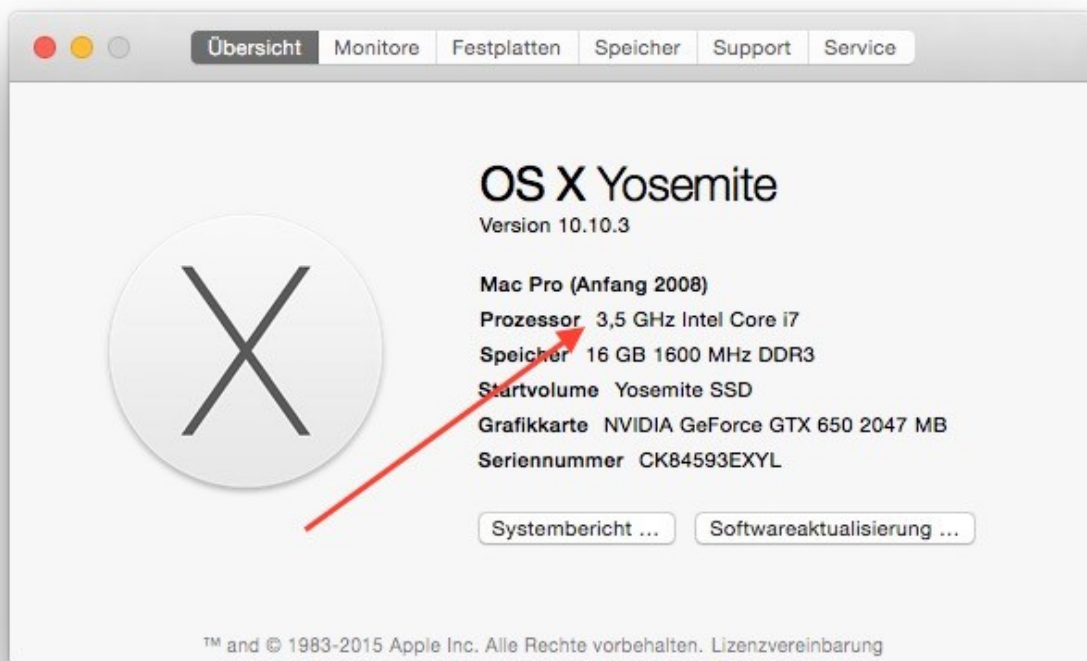 Übersicht Monitore Festplatten Speicher Support Service
OS X Yosemite
Version 10.10.3
Mac Pro (Anfang 2008)
Prozessor 3,5 GHz Intel Core i7
Speicher 16 GB 1600 MHz DDR3
Startvolume Yosemite SSD
Grafikkarte NVIDIA GeForce GTX 650 2047 MB
Seriennummer CK84593EXYL
Systembericht ... Softwareaktualisierung ...
™ and © 1983-2015 Apple Inc. Alle Rechte vorbehalten. Lizenzvereinbarung